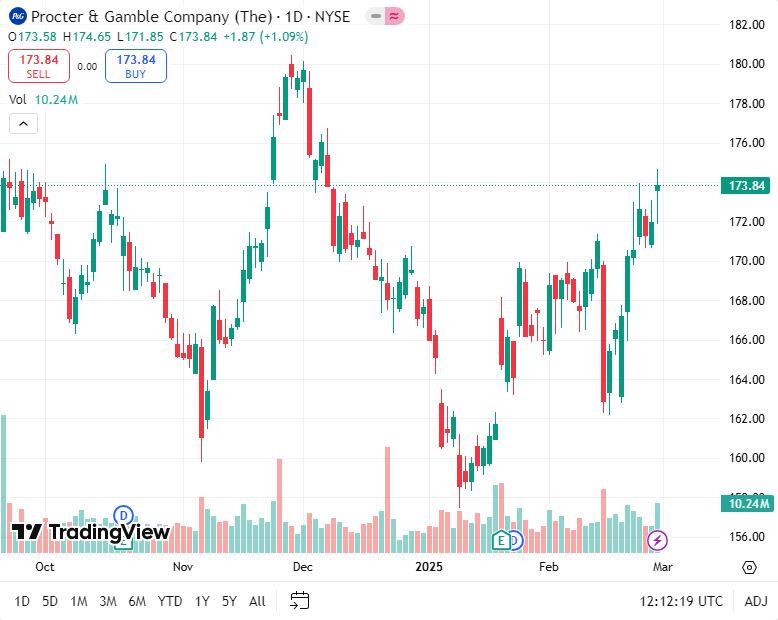 P&G Procter & Gamble Company (The) · 1D · NYSE
O173.58 H174.65 L171.85 C173.84 +1.87 (+1.09%)
173.84 SELL
0.00
173.84 BUY
Vol 10.24M
182.00
180.00
178.00
176.00
173.84
172.00
170.00
168.00
166.00
164.00
162.00
160.00
158.00
10.24M
156.00
D
E
TradingView
E
D
Oct Nov Dec 2025 Feb Mar
1D 5D 1M 3M 6M YTD 1Y 5Y All
12:12:19 UTC
ADJ